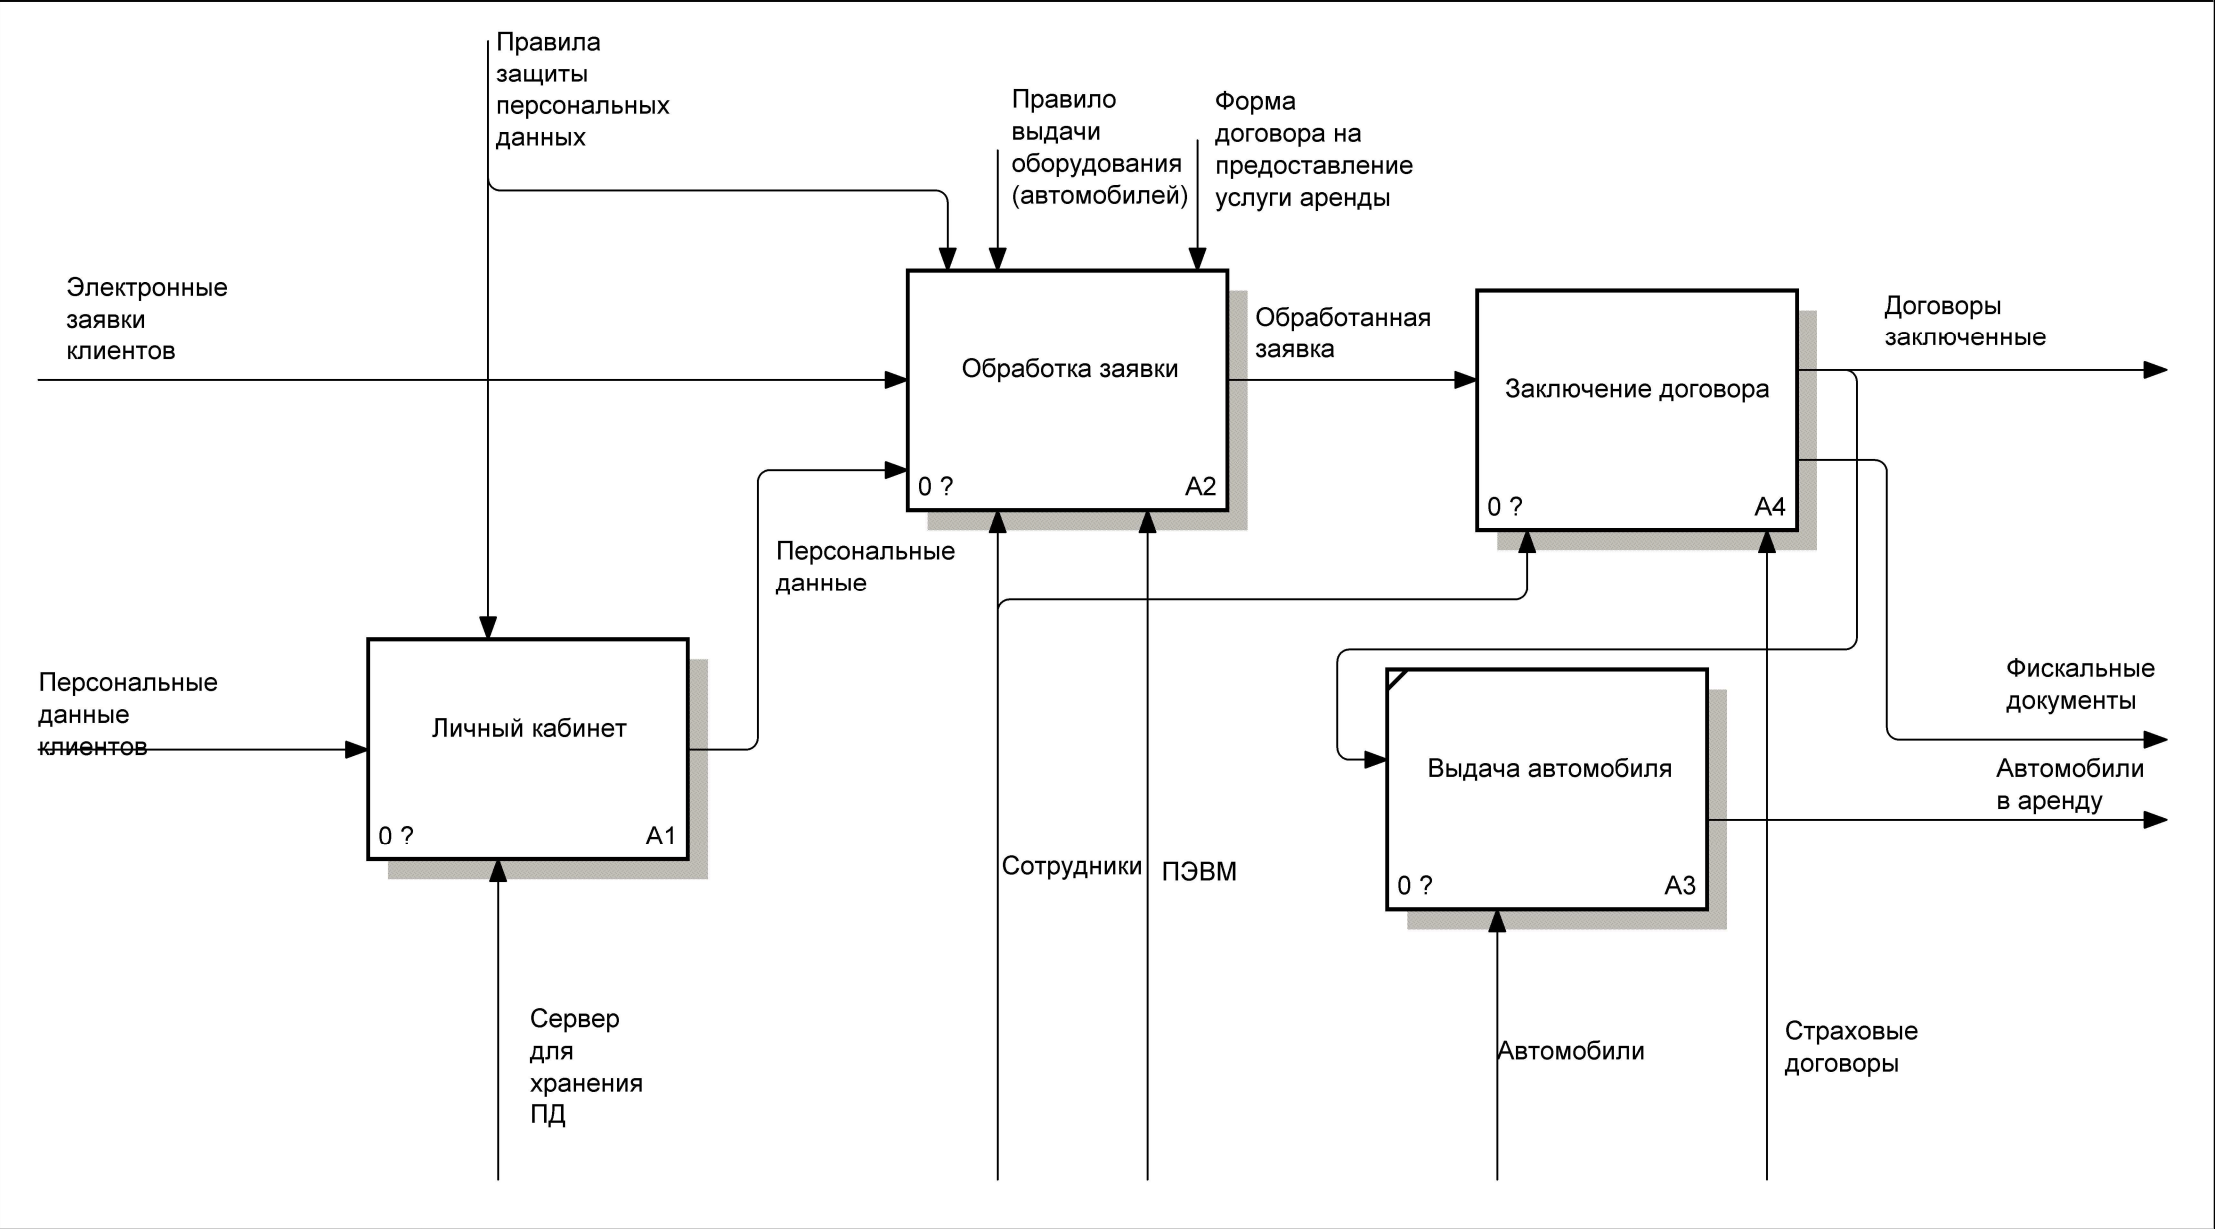 Правила
защиты
персональных
данных
Правило
выдачи
оборудования
(автомобилей)
Форма
договора на
предоставление
услуги аренды
Электронные
заявки
клиентов
Обработка заявки
0 ?
A2
Обработанная
заявка
Заключение договора
0 ?
A4
Договоры
заключенные
Персональные
данные
Персональные
данные
клиентов
Личный кабинет
0 ?
A1
Выдача автомобиля
0 ?
A3
Фискальные
документы
Автомобили
в аренду
Сотрудники
ПЭВМ
Сервер
для
хранения
ПД
Автомобили
Страховые
договоры